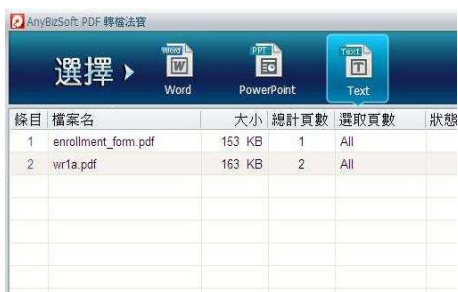 AnyBizSoft PDF 轉檔法寶
選擇
Word PPT Text
Word PowerPoint Text
條目 檔案名 大小 總計頁數 選取頁數 狀態
1 enrollment_form.pdf 153 KB 1 All
2 wr1a.pdf 163 KB 2 All